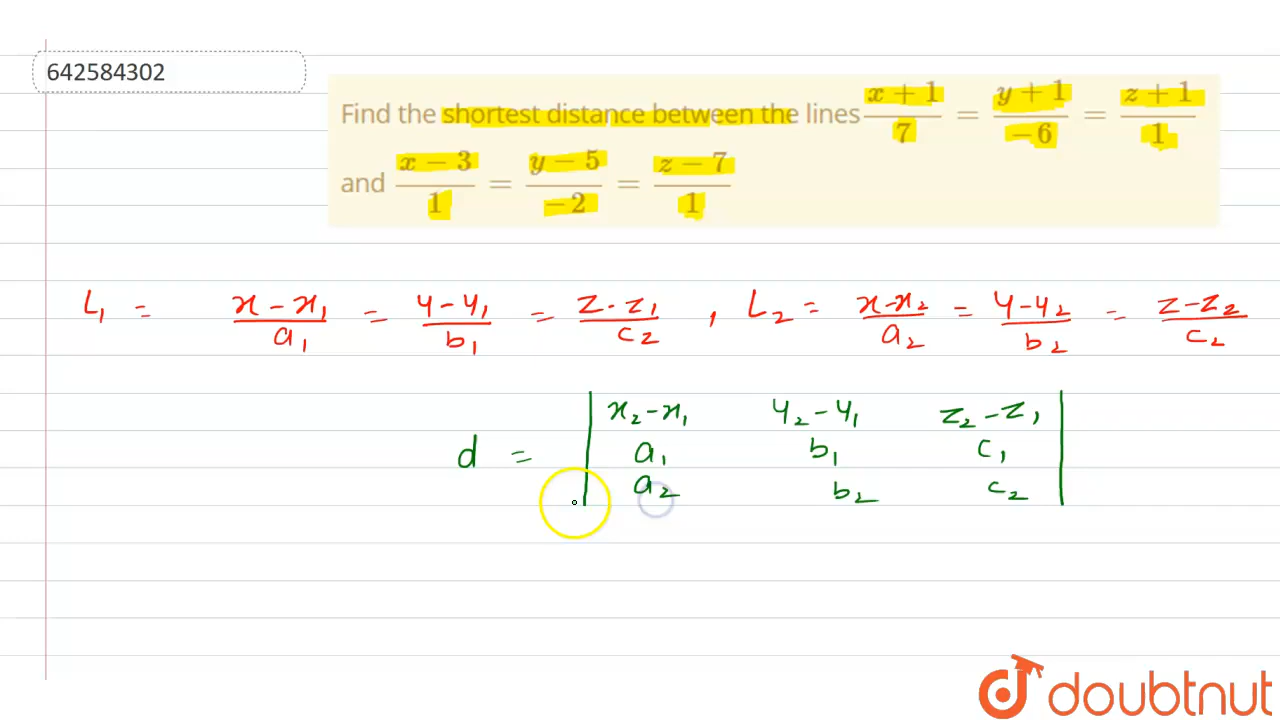 642584302
Find the shortest distance between the lines (x + 1)/7 = (y + 1)/(−6) = (z + 1)/1
and (x − 3)/1 = (y − 5)/(−2) = (z − 7)/1
L₁ = (x − x₁)/a₁ = (y − y₁)/b₁ = (z - z₁)/c₂ , L₂ = (x − x₂)/a₂ = (y − y₂)/b₂ = (z − z₂)/c₂
d = | x₂ − x₁ y₂ − y₁ z₂ − z₁ |
a₁ b₁ c₁
a₂ b₂ c₂
doubtnut